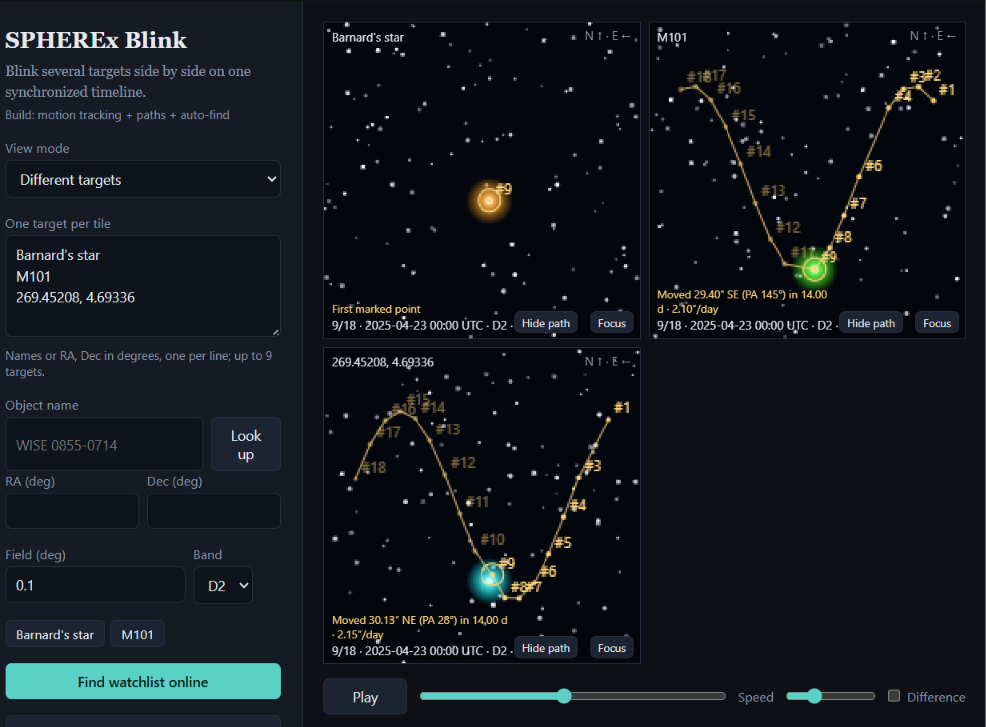 SPHEREx Blink
Blink several targets side by side on one
synchronized timeline.
Build: motion tracking + paths + auto-find
View mode
Different targets
One target per tile
Barnard's star
M101
269.45208, 4.69336
Names or RA, Dec in degrees, one per line; up to 9
targets.
Object name
WISE 0855-0714
Look
up
RA (deg)
Dec (deg)
Field (deg)
Band
0.1
D2
Barnard's star
M101
Find watchlist online
Barnard's star
N↑ · E←
#9
First marked point
9/18 · 2025-04-23 00:00 UTC · D2 ·
Hide path
Focus
M101
N↑ · E←
#18
#17
#16
#15
#14
#13
#12
#11
#9
#8
#7
#6
#4
#3
#2
#1
Moved 29.40" SE (PA 145°) in 14.00
d · 2.10"/day
9/18 · 2025-04-23 00:00 UTC · D2 ·
Hide path
Focus
269.45208, 4.69336
N↑ · E←
#18
#17
#16
#15
#14
#13
#12
#11
#10
#9
#8
#7
#6
#5
#4
#3
#1
Moved 30.13" NE (PA 28°) in 14.00 d
· 2.15"/day
9/18 · 2025-04-23 00:00 UTC · D2 ·
Hide path
Focus
Play
Speed
Difference